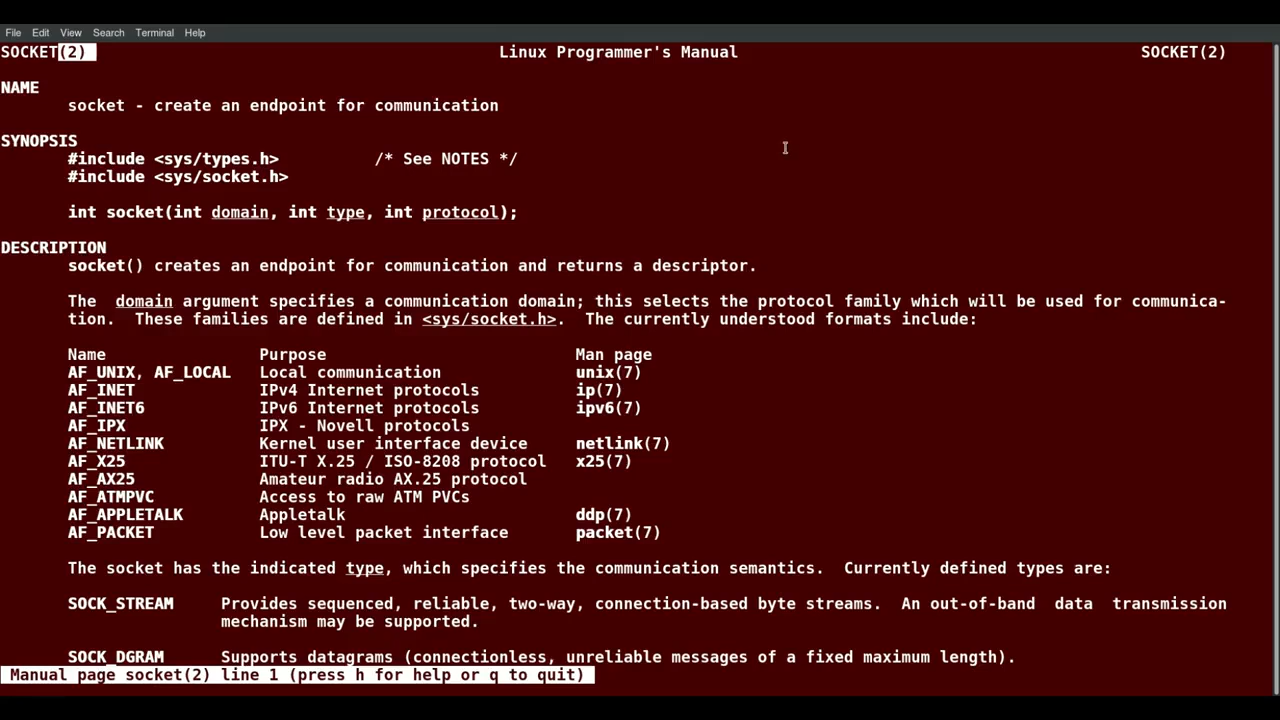 File Edit View Search Terminal Help
SOCKET(2) Linux Programmer's Manual SOCKET(2)
NAME
socket - create an endpoint for communication
SYNOPSIS
#include <sys/types.h> /* See NOTES */
#include <sys/socket.h>
int socket(int domain, int type, int protocol);
DESCRIPTION
socket() creates an endpoint for communication and returns a descriptor.
The domain argument specifies a communication domain; this selects the protocol family which will be used for communica-
tion. These families are defined in <sys/socket.h>. The currently understood formats include:
Name Purpose Man page
AF_UNIX, AF_LOCAL Local communication unix(7)
AF_INET IPv4 Internet protocols ip(7)
AF_INET6 IPv6 Internet protocols ipv6(7)
AF_IPX IPX - Novell protocols
AF_NETLINK Kernel user interface device netlink(7)
AF_X25 ITU-T X.25 / ISO-8208 protocol x25(7)
AF_AX25 Amateur radio AX.25 protocol
AF_ATMPVC Access to raw ATM PVCs
AF_APPLETALK Appletalk ddp(7)
AF_PACKET Low level packet interface packet(7)
The socket has the indicated type, which specifies the communication semantics. Currently defined types are:
SOCK_STREAM Provides sequenced, reliable, two-way, connection-based byte streams. An out-of-band data transmission
mechanism may be supported.
SOCK_DGRAM Supports datagrams (connectionless, unreliable messages of a fixed maximum length).
Manual page socket(2) line 1 (press h for help or q to quit)